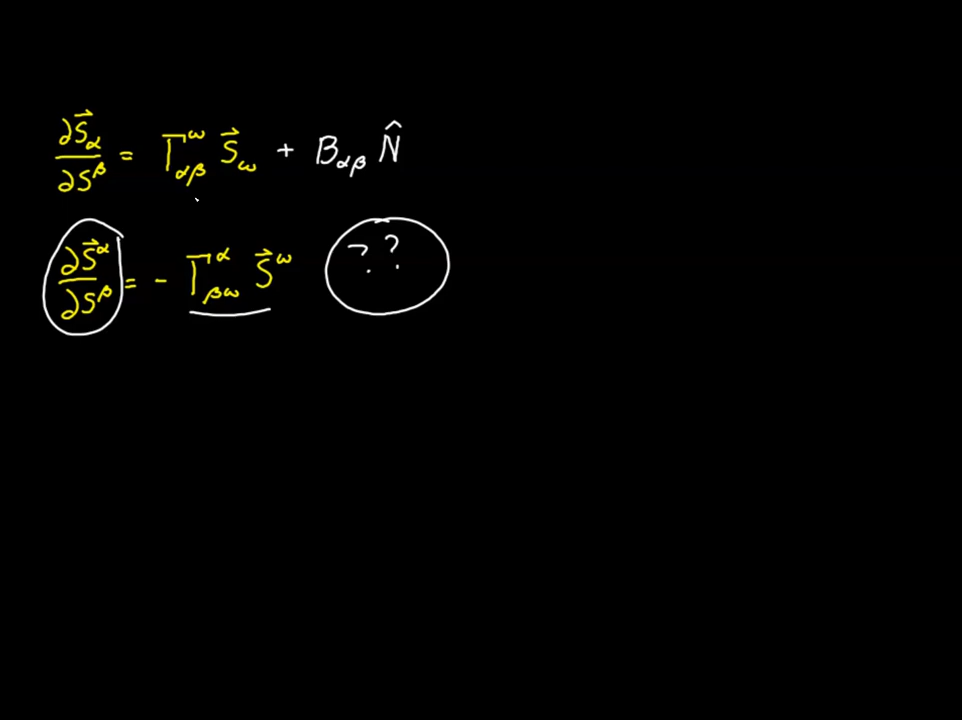 ∂S⃗_α/∂S^β = Γ^ω_αβ S⃗_ω + B_αβ N̂
∂S⃗^α/∂S^β = - Γ^α_βω S⃗^ω ??